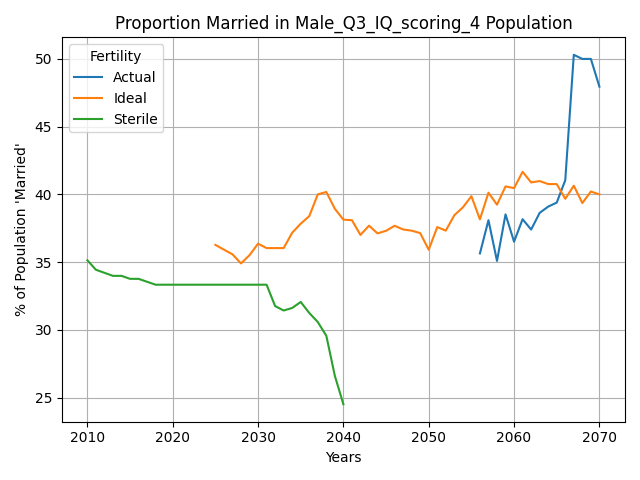 Proportion Married in Male_Q3_IQ_scoring_4 Population
Fertility
Actual
Ideal
Sterile
% of Population 'Married'
50
45
40
35
30
25
2010 2020 2030 2040 2050 2060 2070
Years